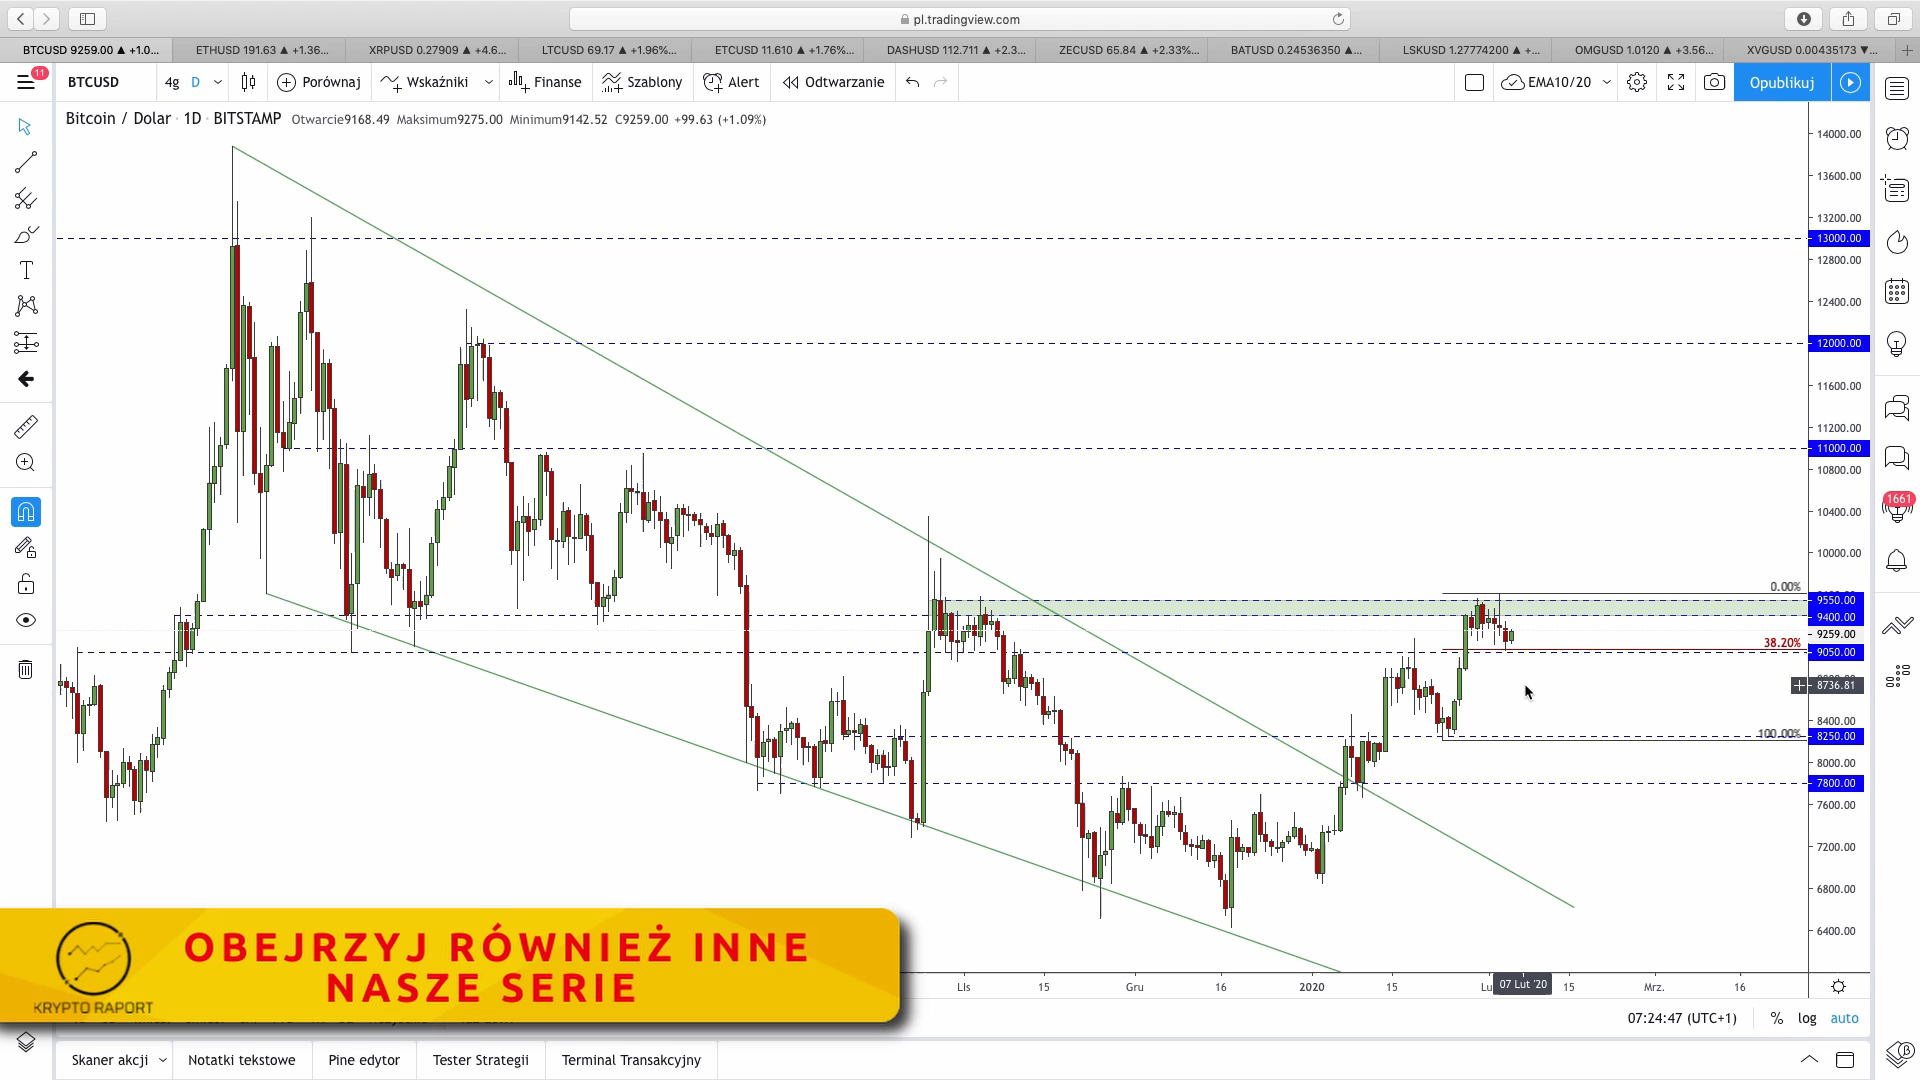 pl.tradingview.com
BTCUSD 9259.00 ▲ +1.0...
ETHUSD 191.63 ▲ +1.36...
XRPUSD 0.27909 ▲ +4.6...
LTCUSD 69.17 ▲ +1.96%...
ETCUSD 11.610 ▲ +1.76%...
DASHUSD 112.711 ▲ +2.3...
ZECUSD 65.84 ▲ +2.33%...
BATUSD 0.24536350 ▲...
LSKUSD 1.27774200 ▲ +...
OMGUSD 1.0120 ▲ +3.56...
XVGUSD 0.00435173 ▼...
11
BTCUSD
4g
D
Porównaj
Wskaźniki
Finanse
Szablony
Alert
Odtwarzanie
EMA10/20
Opublikuj
Bitcoin / Dolar · 1D · BITSTAMP Otwarcie9168.49 Maksimum9275.00 Minimum9142.52 C9259.00 +99.63 (+1.09%)
14000.00
13600.00
13200.00
13000.00
12800.00
12400.00
12000.00
11600.00
11200.00
11000.00
10800.00
10400.00
10000.00
0.00%
9550.00
9400.00
9259.00
38.20%
9050.00
8736.81
8400.00
100.00%
8250.00
8000.00
7800.00
7600.00
7200.00
6800.00
6400.00
1661
OBEJRZYJ RÓWNIEŻ INNE
NASZE SERIE
KRYPTO RAPORT
Lis
15
Gru
16
2020
15
07 Lut '20
15
Mrz.
16
07:24:47 (UTC+1)
%
log
auto
Skaner akcji
Notatki tekstowe
Pine edytor
Tester Strategii
Terminal Transakcyjny